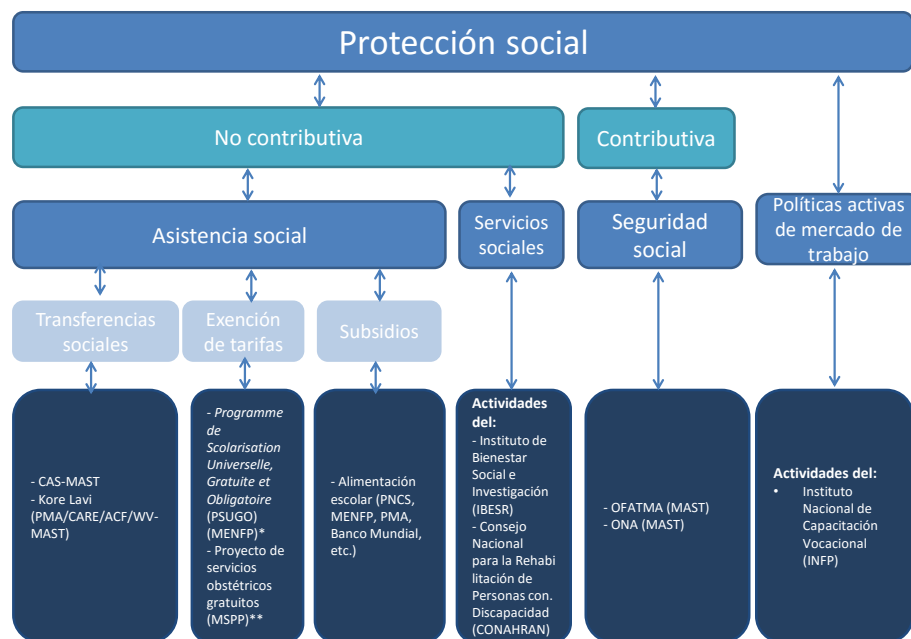 Protección social
No contributiva
Contributiva
Asistencia social
Servicios
sociales
Seguridad
social
Políticas activas
de mercado de
trabajo
Transferencias
sociales
Exención
de tarifas
Subsidios
- CAS-MAST
- Kore Lavi
(PMA/CARE/ACF/WV-
MAST)
- Programme
de
Scolarisation
Universelle,
Gratuite et
Obligatoire
(PSUGO)
(MENFP)*
- Proyecto de
servicios
obstétricos
gratuitos
(MSPP)**
- Alimentación
escolar (PNCS,
MENFP, PMA,
Banco Mundial,
etc.)
Actividades
del:
- Instituto de
Bienestar
Social e
Investigación
(IBESR)
- Consejo
Nacional
para la Rehabi
litación de
Personas con.
Discapacidad
(CONAHRAN)
- OFATMA (MAST)
- ONA (MAST)
Actividades del:
• Instituto
Nacional de
Capacitación
Vocacional
(INFP)